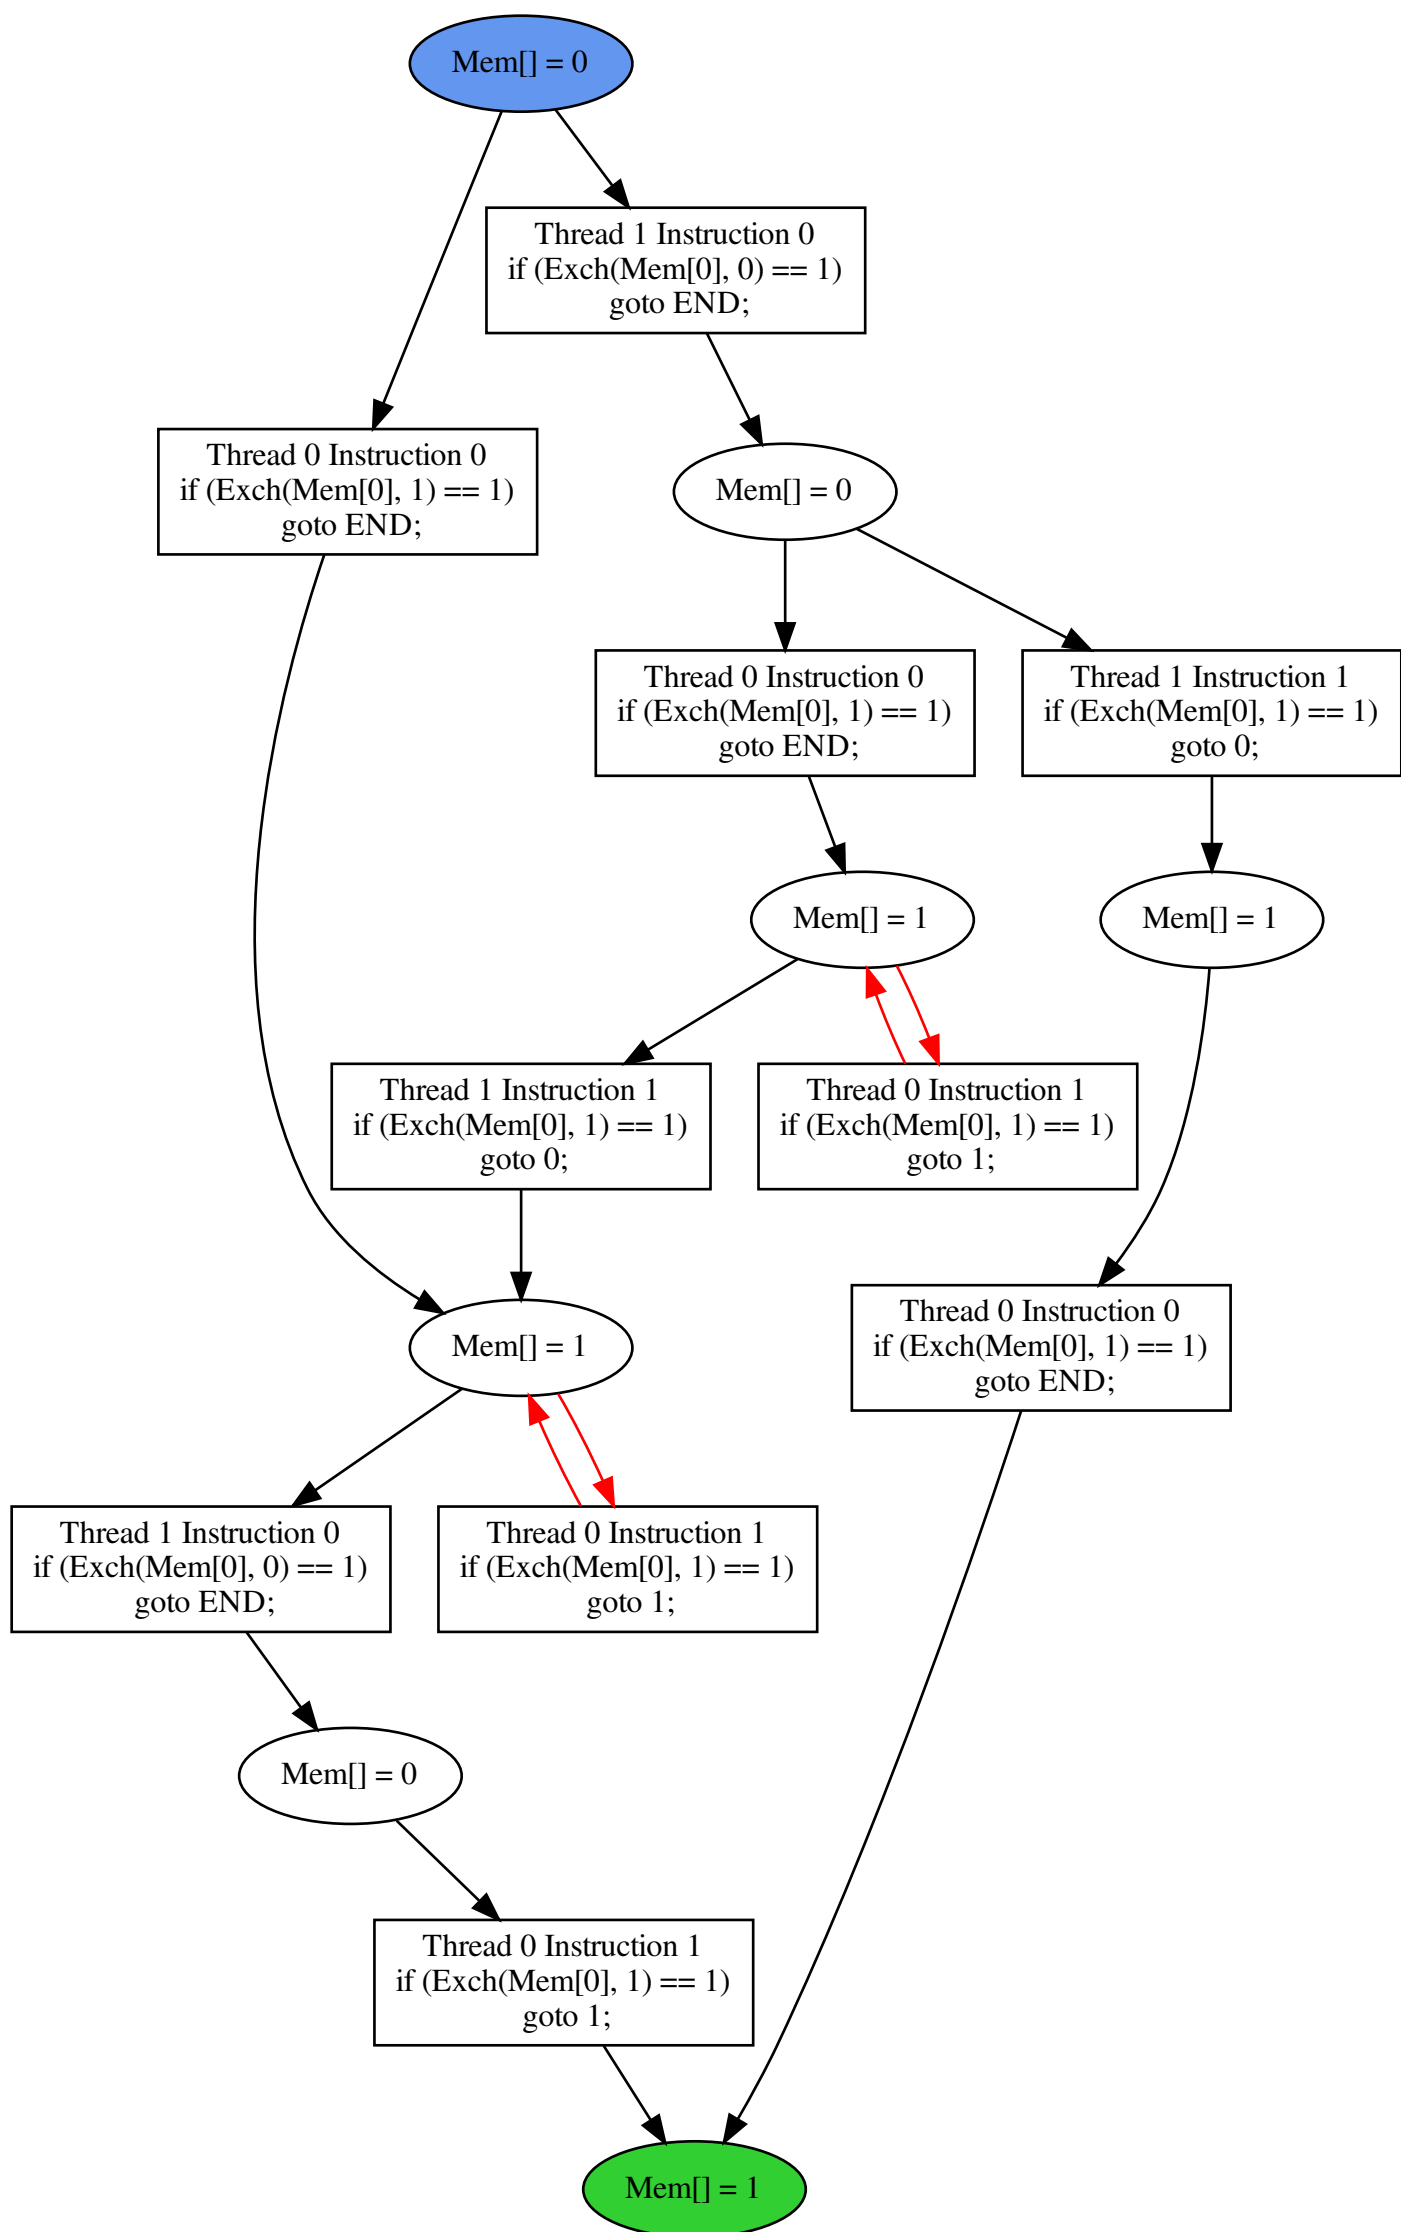 Mem[] = 0
Thread 1 Instruction 0
if (Exch(Mem[0], 0) == 1)
goto END;
Thread 0 Instruction 0
if (Exch(Mem[0], 1) == 1)
goto END;
Mem[] = 0
Thread 0 Instruction 0
if (Exch(Mem[0], 1) == 1)
goto END;
Thread 1 Instruction 1
if (Exch(Mem[0], 1) == 1)
goto 0;
Mem[] = 1
Mem[] = 1
Thread 1 Instruction 1
if (Exch(Mem[0], 1) == 1)
goto 0;
Thread 0 Instruction 1
if (Exch(Mem[0], 1) == 1)
goto 1;
Mem[] = 1
Thread 0 Instruction 0
if (Exch(Mem[0], 1) == 1)
goto END;
Thread 1 Instruction 0
if (Exch(Mem[0], 0) == 1)
goto END;
Thread 0 Instruction 1
if (Exch(Mem[0], 1) == 1)
goto 1;
Mem[] = 0
Thread 0 Instruction 1
if (Exch(Mem[0], 1) == 1)
goto 1;
Mem[] = 1